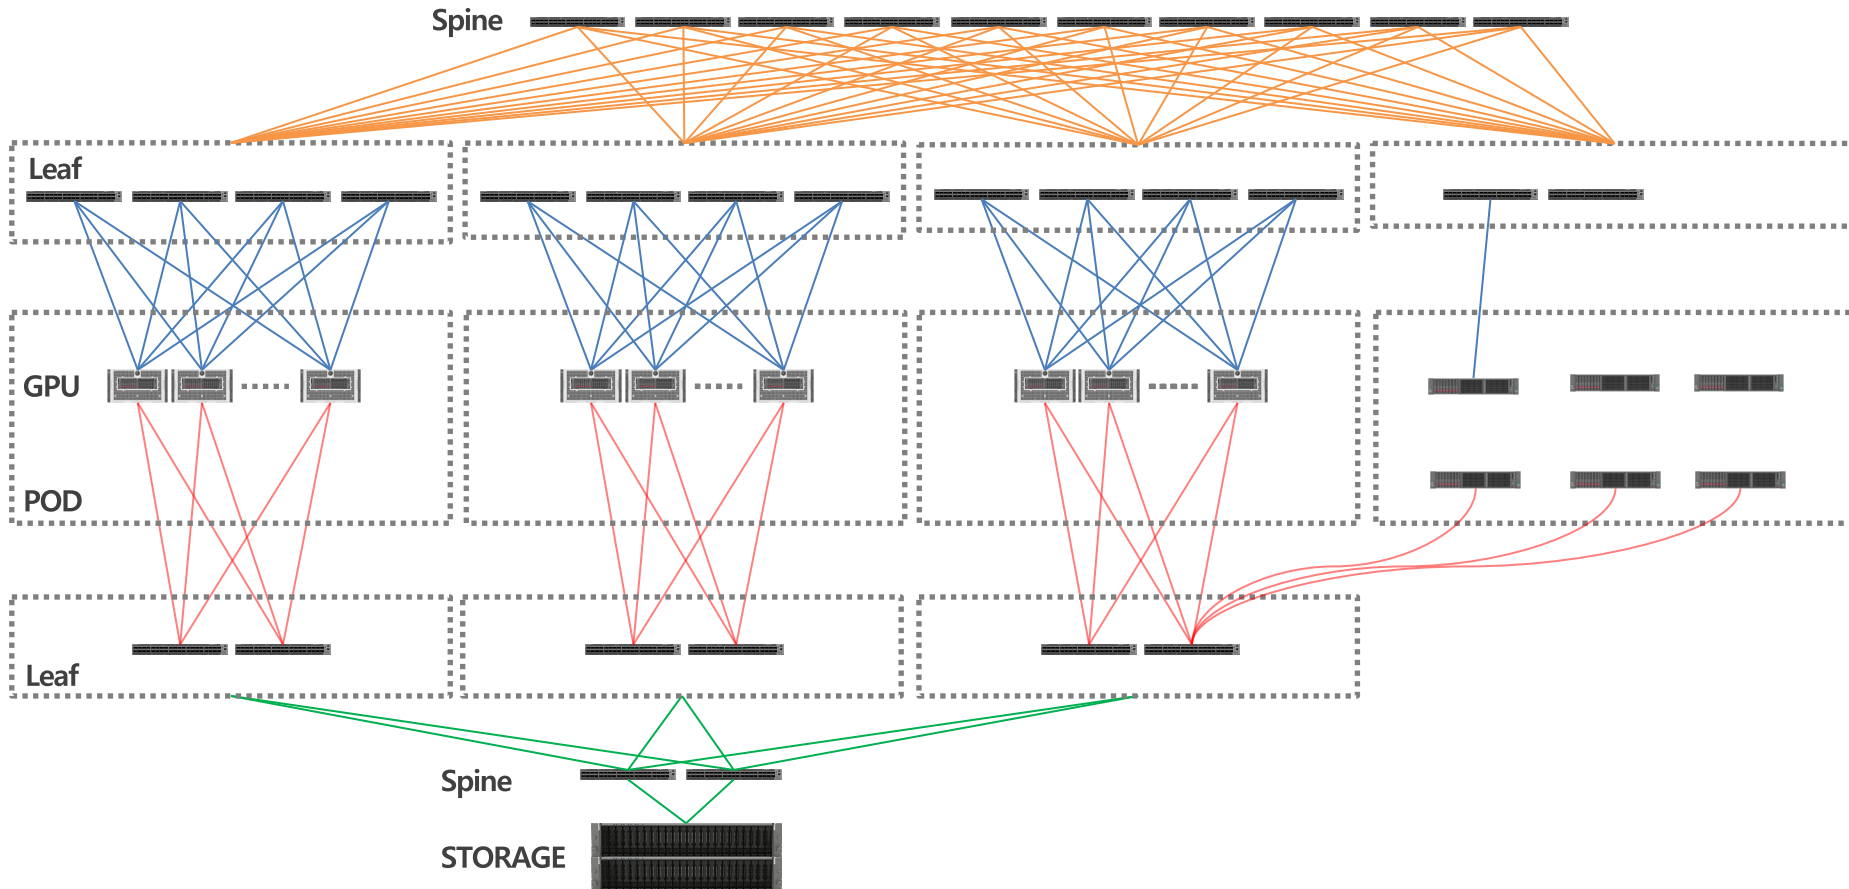 Spine
Leaf
GPU
POD
Leaf
Spine
STORAGE